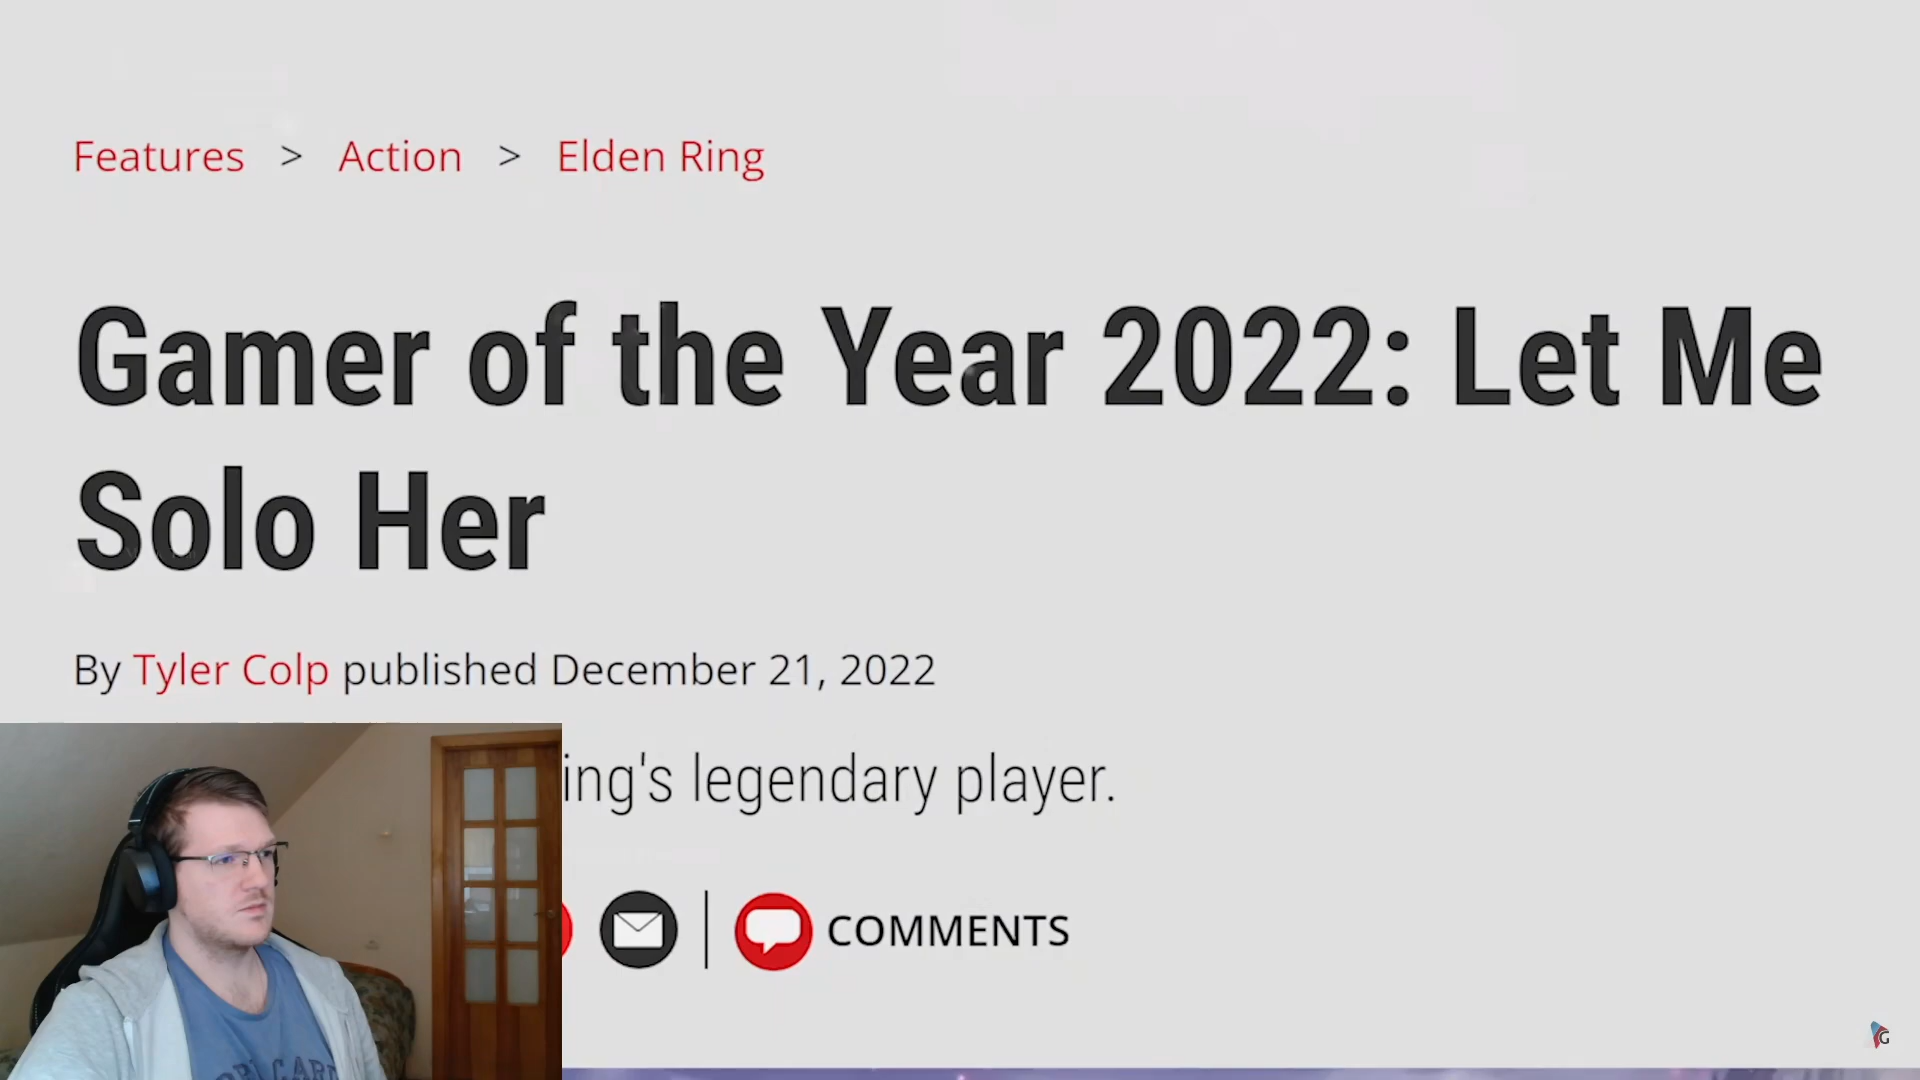 Features > Action > Elden Ring
Gamer of the Year 2022: Let Me
Solo Her
By Tyler Colp published December 21, 2022
ing's legendary player.
COMMENTS
G